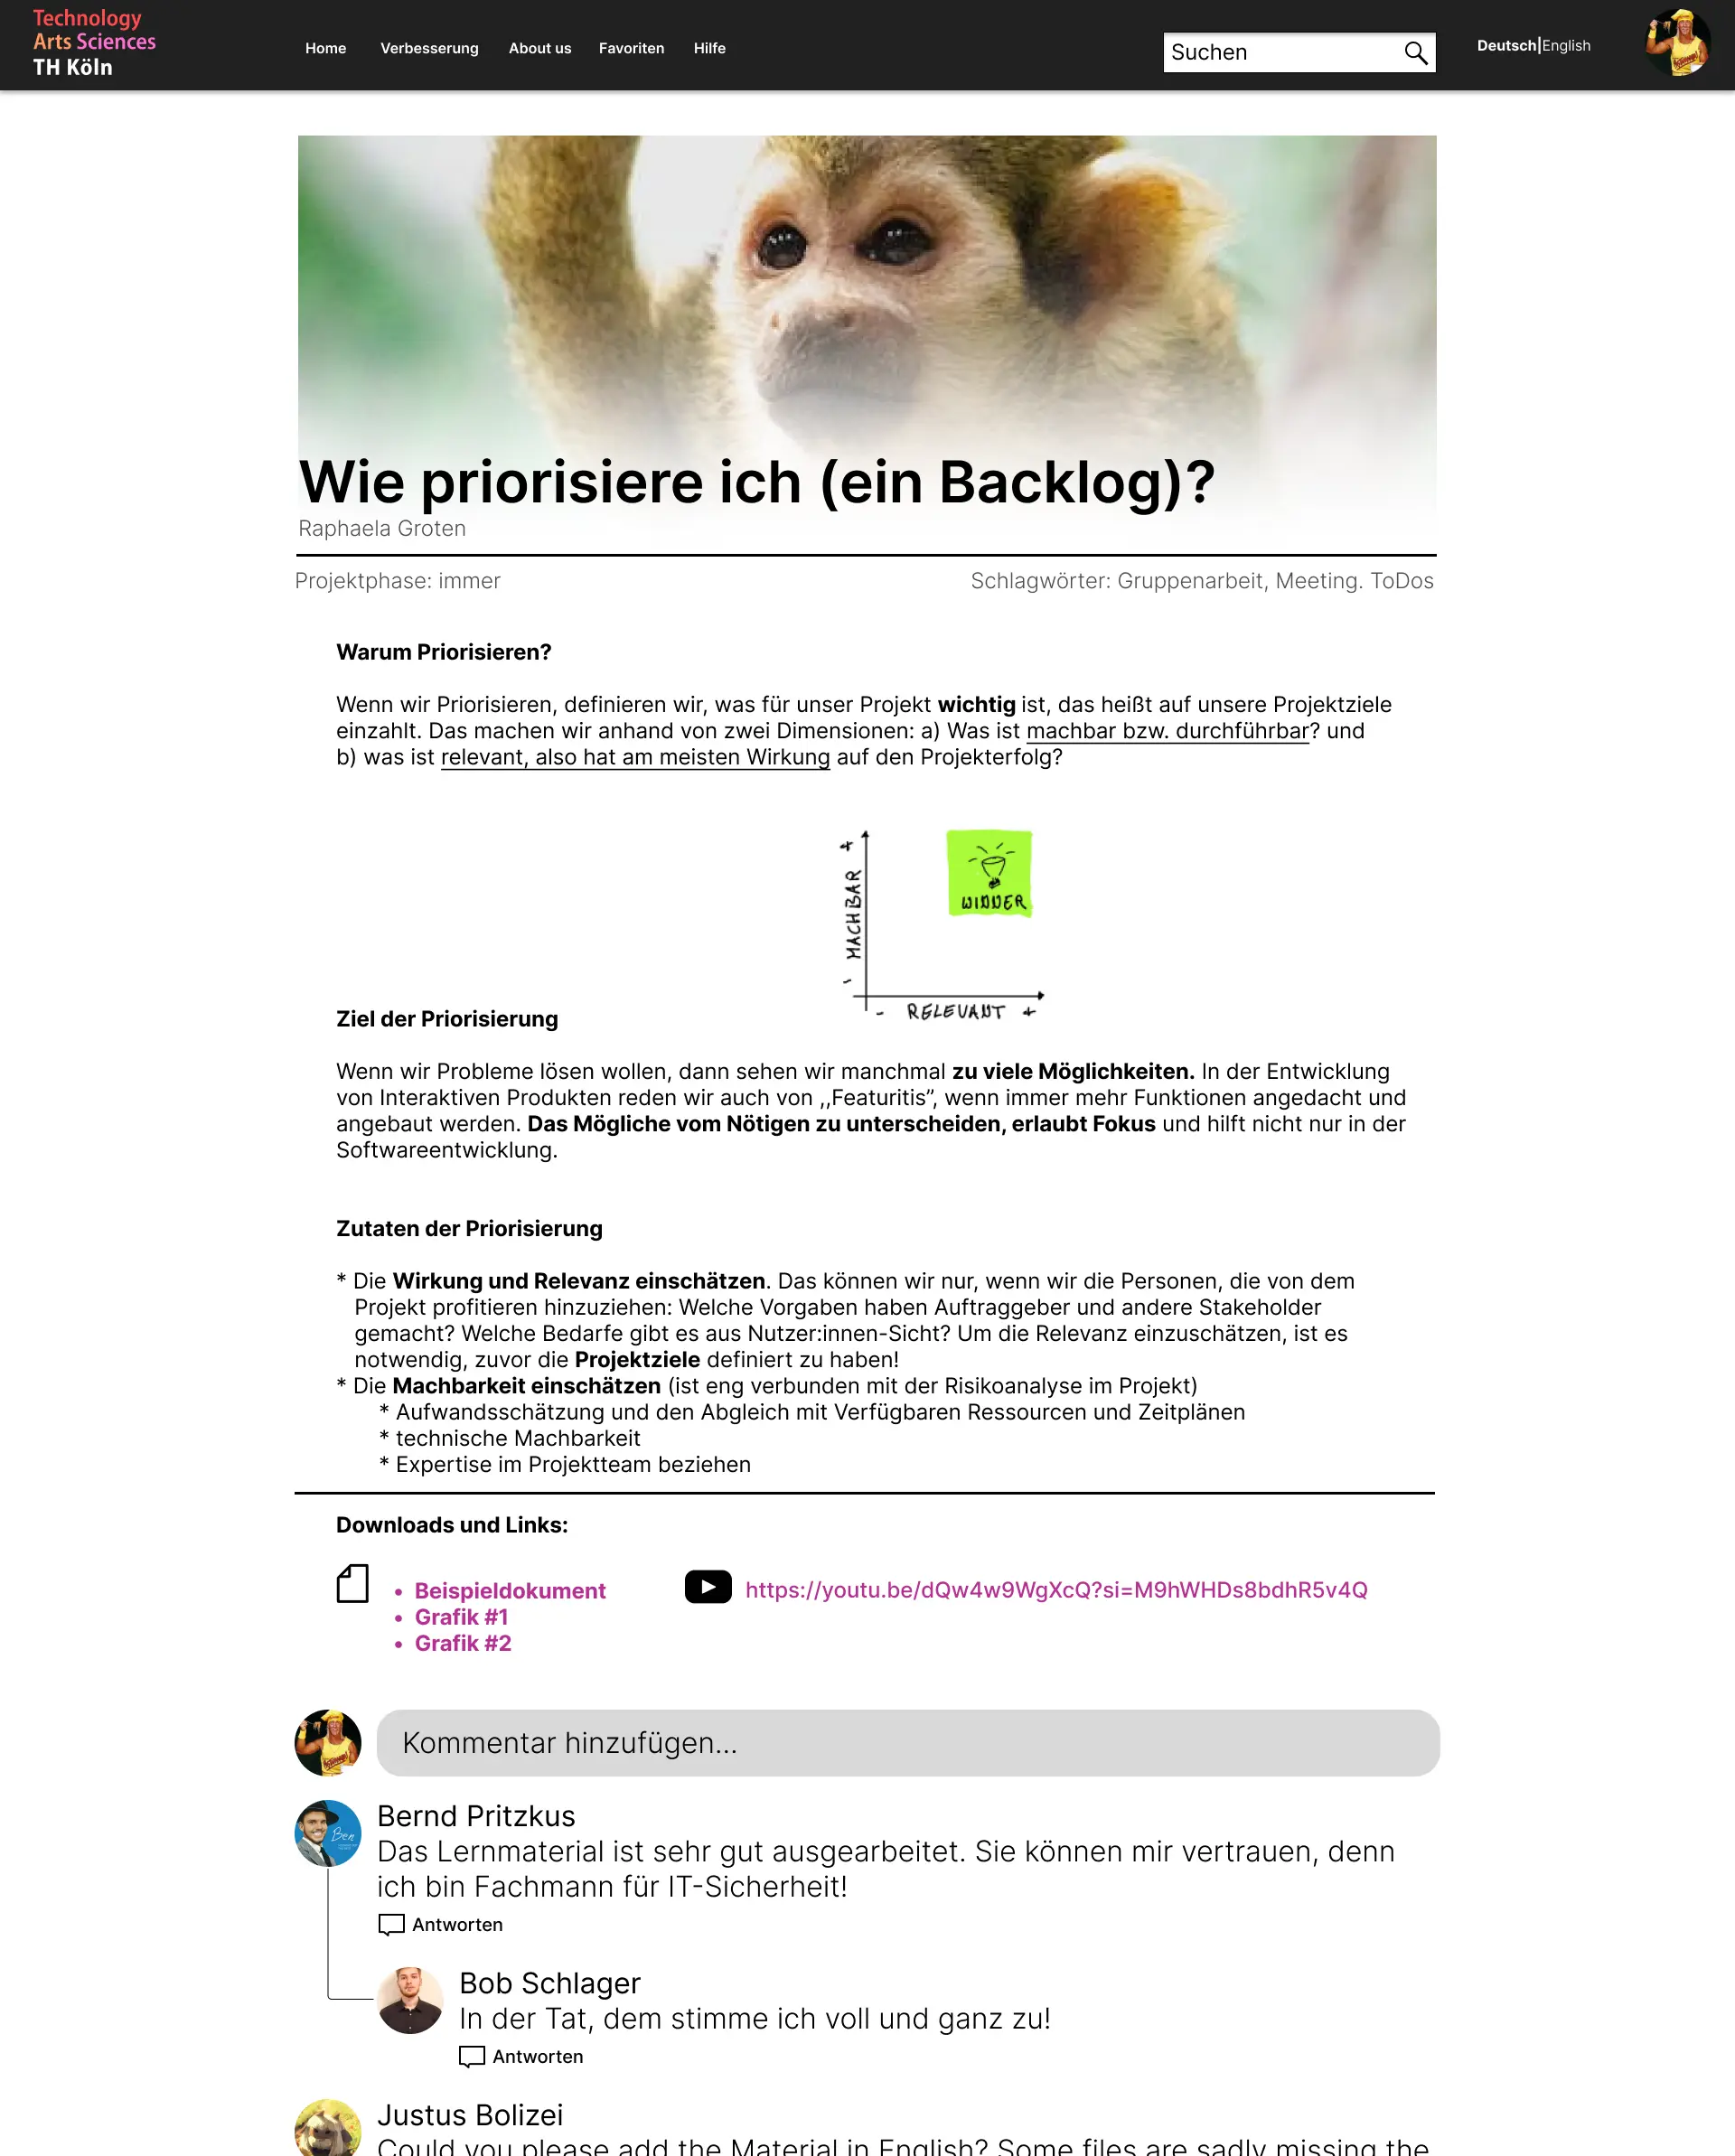 Technology
Arts Sciences
TH Köln
Home Verbesserung About us Favoriten Hilfe
Suchen
Deutsch|English
Wie priorisiere ich (ein Backlog)?
Raphaela Groten
Projektphase: immer
Schlagwörter: Gruppenarbeit, Meeting. ToDos
Warum Priorisieren?
Wenn wir Priorisieren, definieren wir, was für unser Projekt wichtig ist, das heißt auf unsere Projektziele
einzahlt. Das machen wir anhand von zwei Dimensionen: a) Was ist machbar bzw. durchführbar? und
b) was ist relevant, also hat am meisten Wirkung auf den Projekterfolg?
- MACHBAR +
WINNER
- RELEVANT +
Ziel der Priorisierung
Wenn wir Probleme lösen wollen, dann sehen wir manchmal zu viele Möglichkeiten. In der Entwicklung
von Interaktiven Produkten reden wir auch von ,,Featuritis”, wenn immer mehr Funktionen angedacht und
angebaut werden. Das Mögliche vom Nötigen zu unterscheiden, erlaubt Fokus und hilft nicht nur in der
Softwareentwicklung.
Zutaten der Priorisierung
* Die Wirkung und Relevanz einschätzen. Das können wir nur, wenn wir die Personen, die von dem
Projekt profitieren hinzuziehen: Welche Vorgaben haben Auftraggeber und andere Stakeholder
gemacht? Welche Bedarfe gibt es aus Nutzer:innen-Sicht? Um die Relevanz einzuschätzen, ist es
notwendig, zuvor die Projektziele definiert zu haben!
* Die Machbarkeit einschätzen (ist eng verbunden mit der Risikoanalyse im Projekt)
* Aufwandsschätzung und den Abgleich mit Verfügbaren Ressourcen und Zeitplänen
* technische Machbarkeit
* Expertise im Projektteam beziehen
Downloads und Links:
• Beispieldokument
• Grafik #1
• Grafik #2
https://youtu.be/dQw4w9WgXcQ?si=M9hWHDs8bdhR5v4Q
Kommentar hinzufügen...
Bernd Pritzkus
Das Lernmaterial ist sehr gut ausgearbeitet. Sie können mir vertrauen, denn
ich bin Fachmann für IT-Sicherheit!
Antworten
Ben
Bob Schlager
In der Tat, dem stimme ich voll und ganz zu!
Antworten
Justus Bolizei
Could you please add the Material in English? Some files are sadly missing the